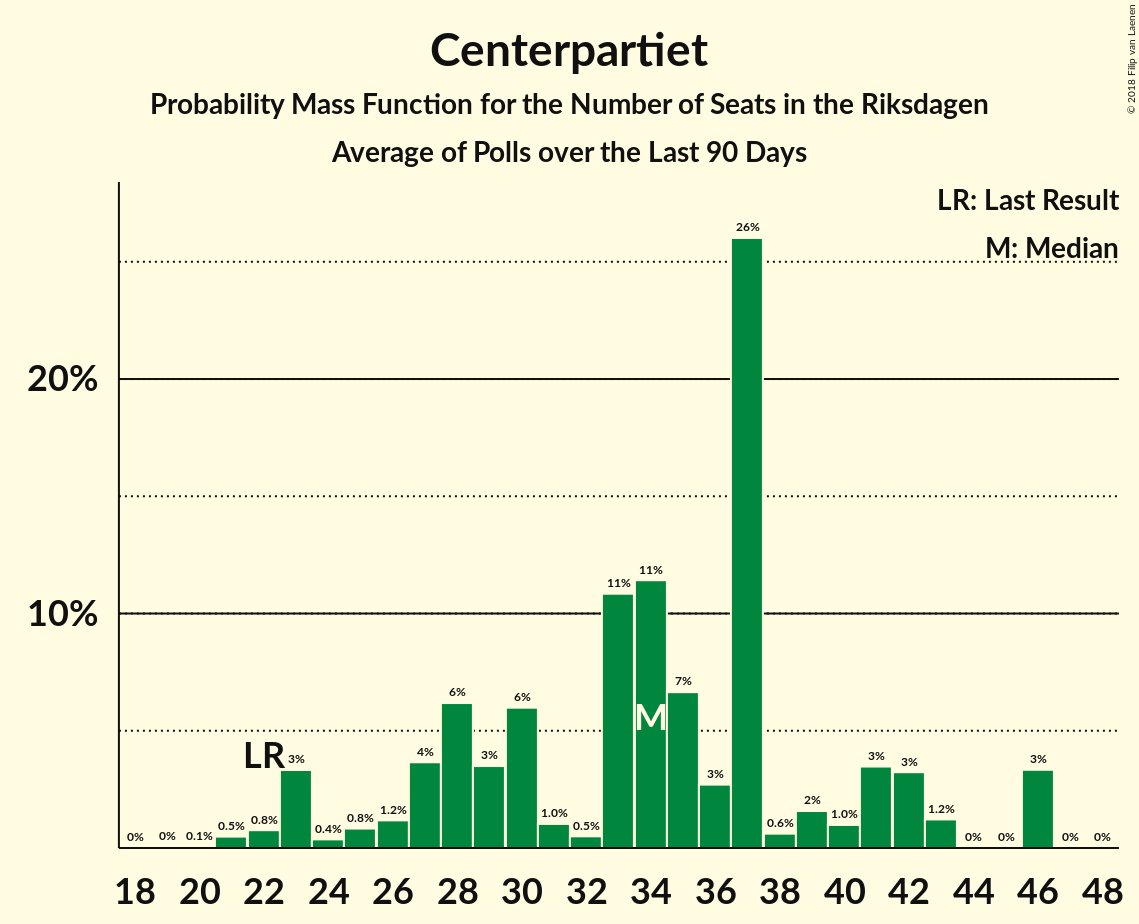 Centerpartiet
Probability Mass Function for the Number of Seats in the Riksdagen
Average of Polls over the Last 90 Days
© 2018 Filip van Laenen
LR: Last Result
M: Median
26%
20%
11% 11%
10%
7%
6% 6%
M
LR 3% 4% 3% 3% 3% 3% 3%
0% 0% 0.1% 0.5% 0.8% 0.4% 0.8% 1.2% 1.0% 0.5% 0.6% 2% 1.0% 1.2% 0% 0% 0% 0%
18 20 22 24 26 28 30 32 34 36 38 40 42 44 46 48